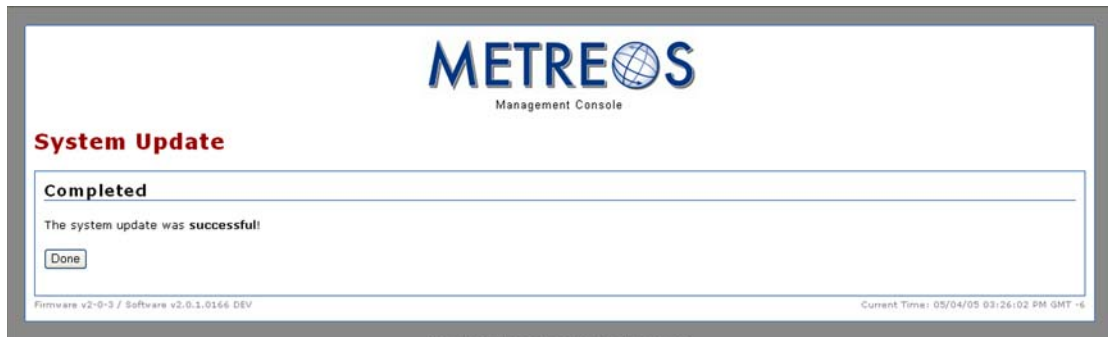 METREOS
Management Console
System Update
Completed
The system update was successful!
Done
Firmware v2-0-3 / Software v2.0.1.0166 DEV
Current Time: 05/04/05 03:26:02 PM GMT -6